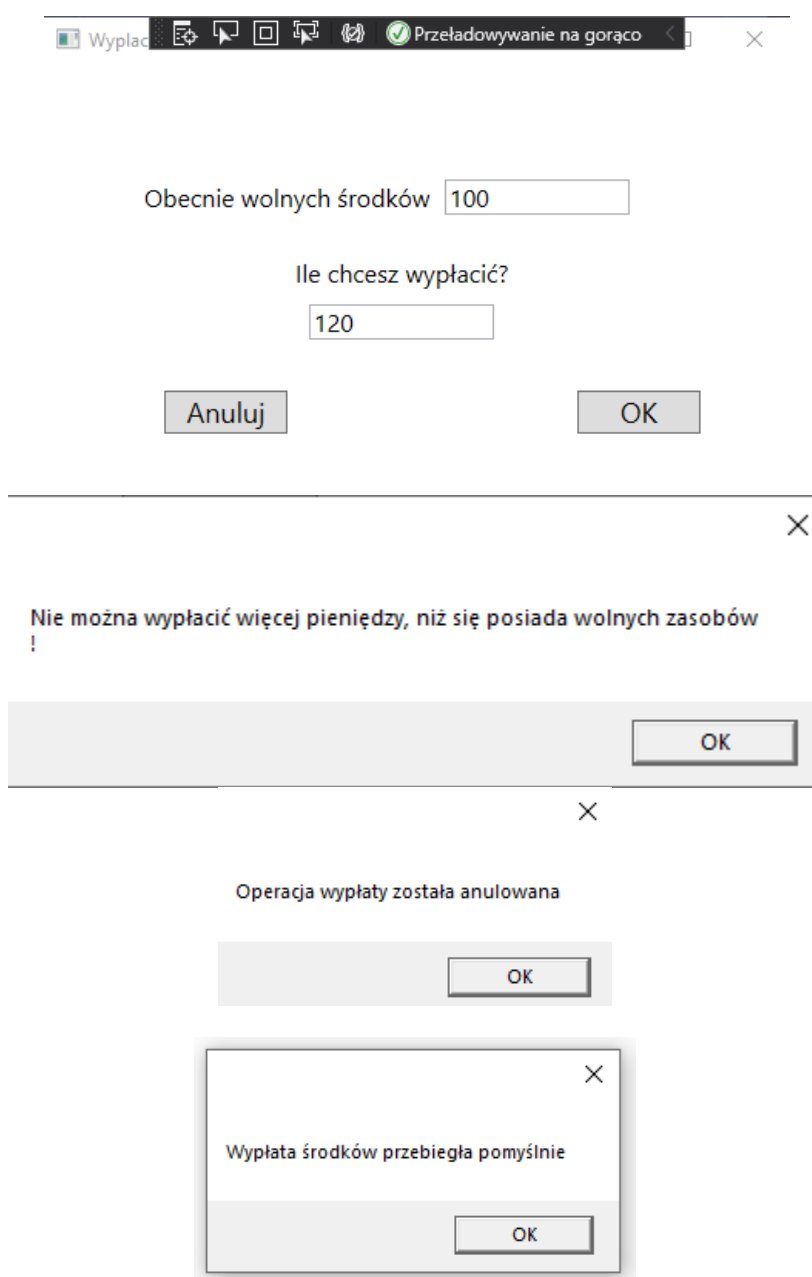 Wyplac
Przeładowywanie na gorąco
Obecnie wolnych środków 100
Ile chcesz wypłacić?
120
Anuluj OK
Nie można wypłacić więcej pieniędzy, niż się posiada wolnych zasobów
!
OK
Operacja wypłaty została anulowana
OK
Wypłata środków przebiegła pomyślnie
OK